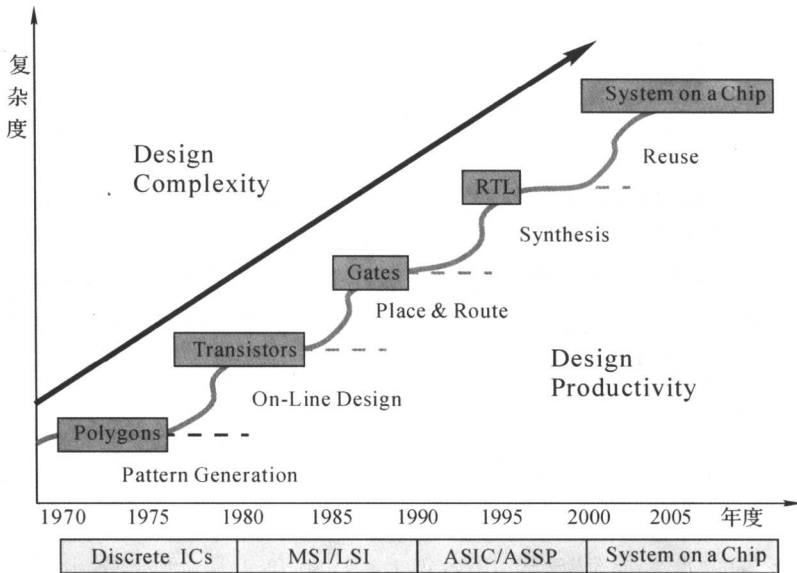 复杂度
System on a Chip
Design
Complexity
Reuse
RTL
Synthesis
Gates
Place & Route
Transistors
Design
Productivity
On-Line Design
Polygons
Pattern Generation
1970 1975 1980 1985 1990 1995 2000 2005 年度
Discrete ICs MSI/LSI ASIC/ASSP System on a Chip